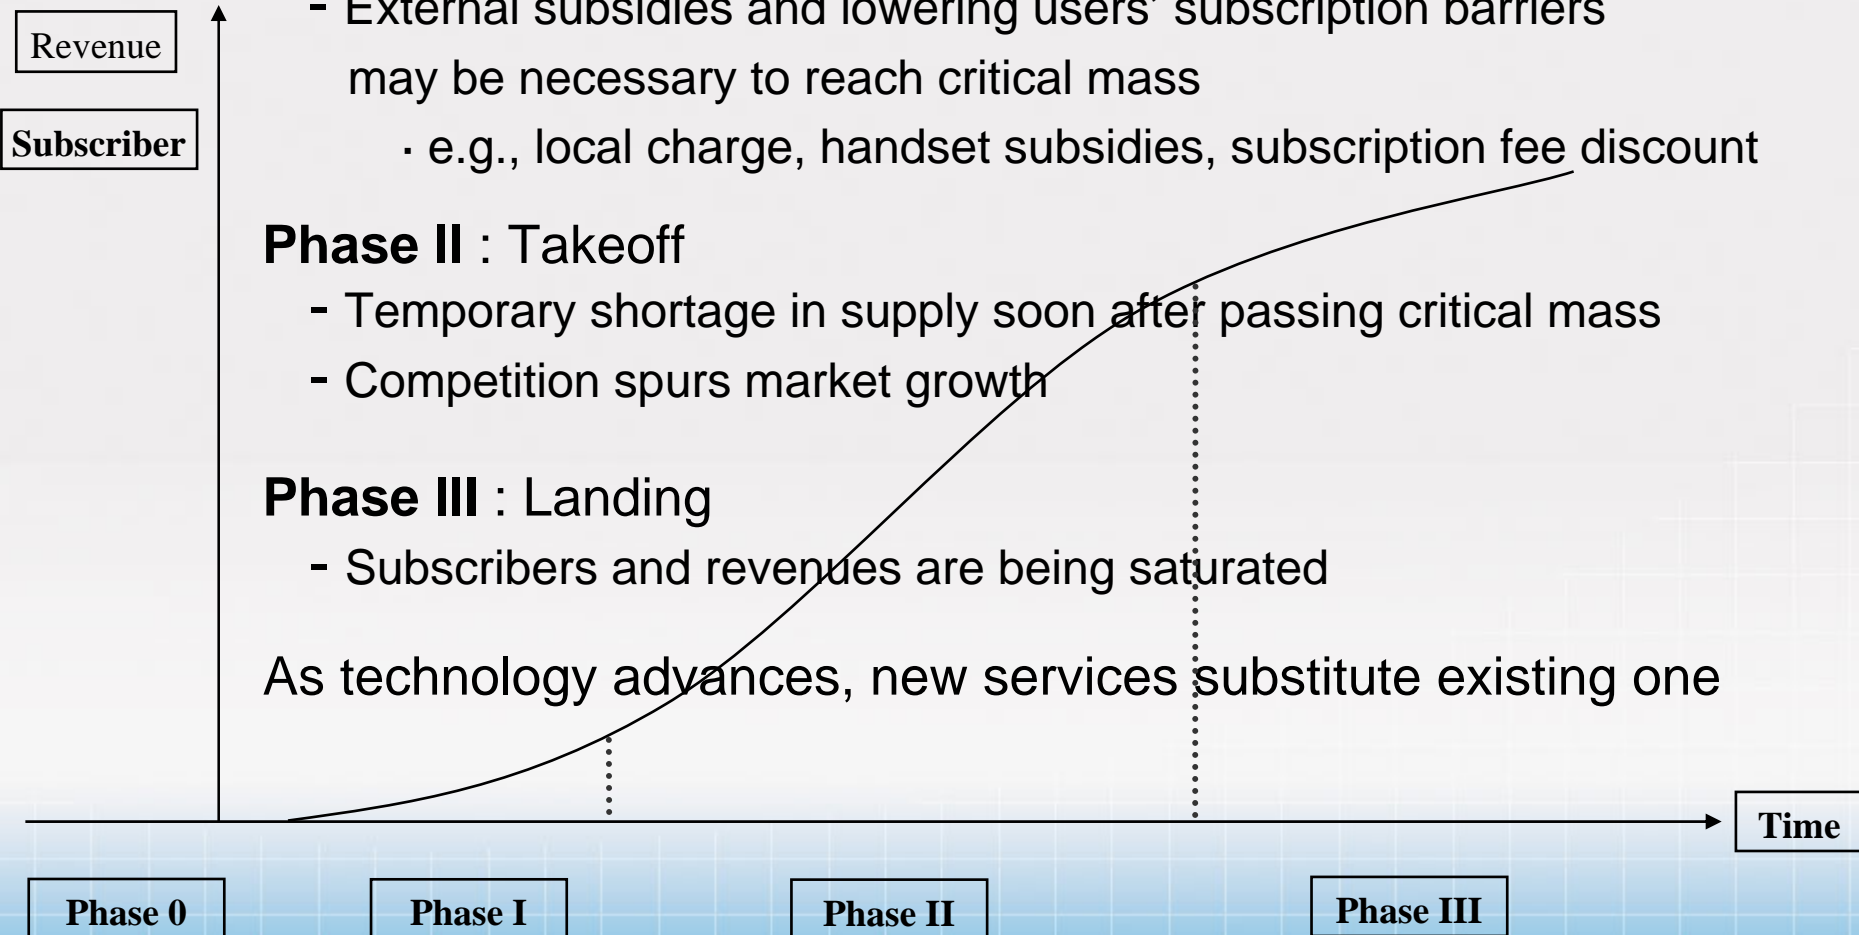 - External subsidies and lowering users' subscription barriers
Revenue
may be necessary to reach critical mass
Subscriber
· e.g., local charge, handset subsidies, subscription fee discount
Phase II : Takeoff
- Temporary shortage in supply soon after passing critical mass
- Competition spurs market growth
Phase III : Landing
- Subscribers and revenues are being saturated
As technology advances, new services substitute existing one
Time
Phase 0
Phase I
Phase II
Phase III